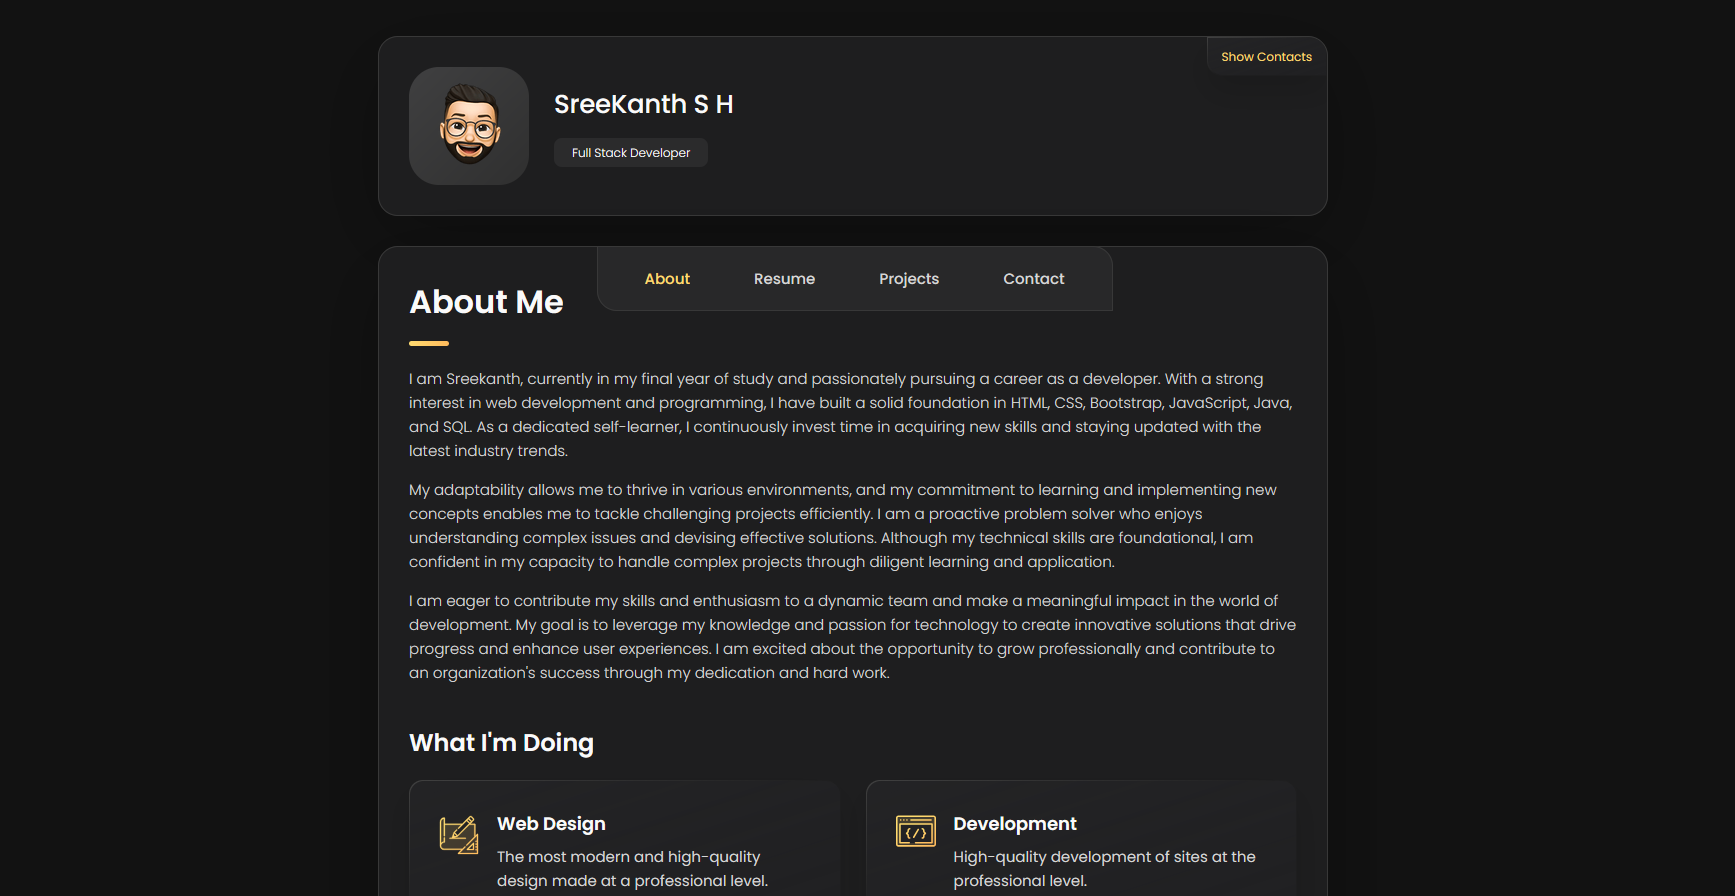 Show Contacts
SreeKanth S H
Full Stack Developer
About
Resume
Projects
Contact
About Me
I am Sreekanth, currently in my final year of study and passionately pursuing a career as a developer. With a strong
interest in web development and programming, I have built a solid foundation in HTML, CSS, Bootstrap, JavaScript, Java,
and SQL. As a dedicated self-learner, I continuously invest time in acquiring new skills and staying updated with the
latest industry trends.
My adaptability allows me to thrive in various environments, and my commitment to learning and implementing new
concepts enables me to tackle challenging projects efficiently. I am a proactive problem solver who enjoys
understanding complex issues and devising effective solutions. Although my technical skills are foundational, I am
confident in my capacity to handle complex projects through diligent learning and application.
I am eager to contribute my skills and enthusiasm to a dynamic team and make a meaningful impact in the world of
development. My goal is to leverage my knowledge and passion for technology to create innovative solutions that drive
progress and enhance user experiences. I am excited about the opportunity to grow professionally and contribute to
an organization's success through my dedication and hard work.
What I'm Doing
Web Design
The most modern and high-quality
design made at a professional level.
Development
High-quality development of sites at the
professional level.